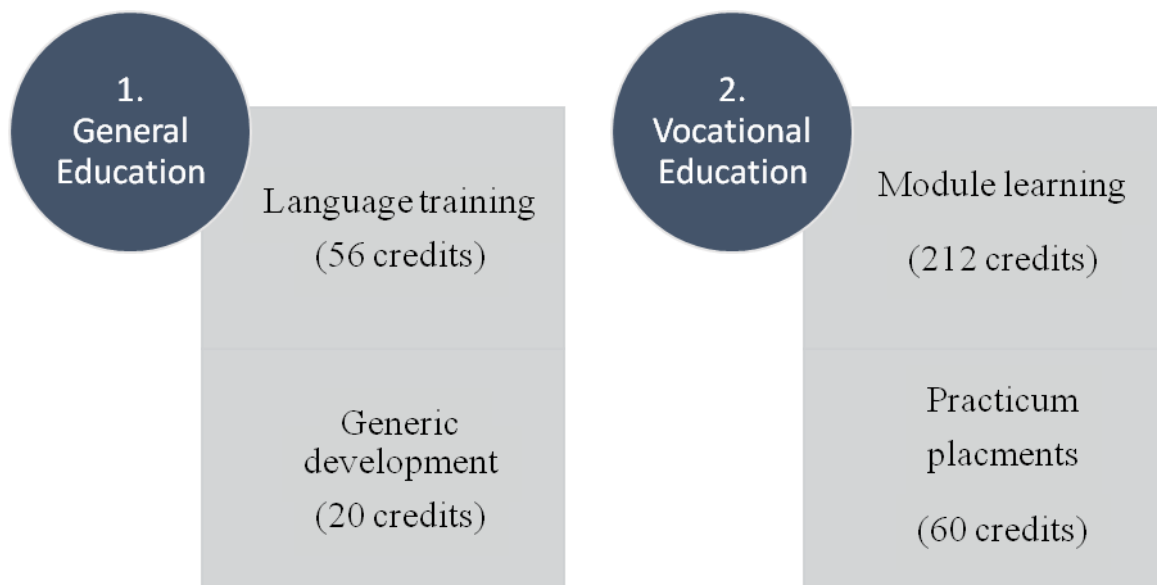 1.
General
Education
Language training
(56 credits)
Generic
development
(20 credits)
2.
Vocational
Education
Module learning
(212 credits)
Practicum
placments
(60 credits)